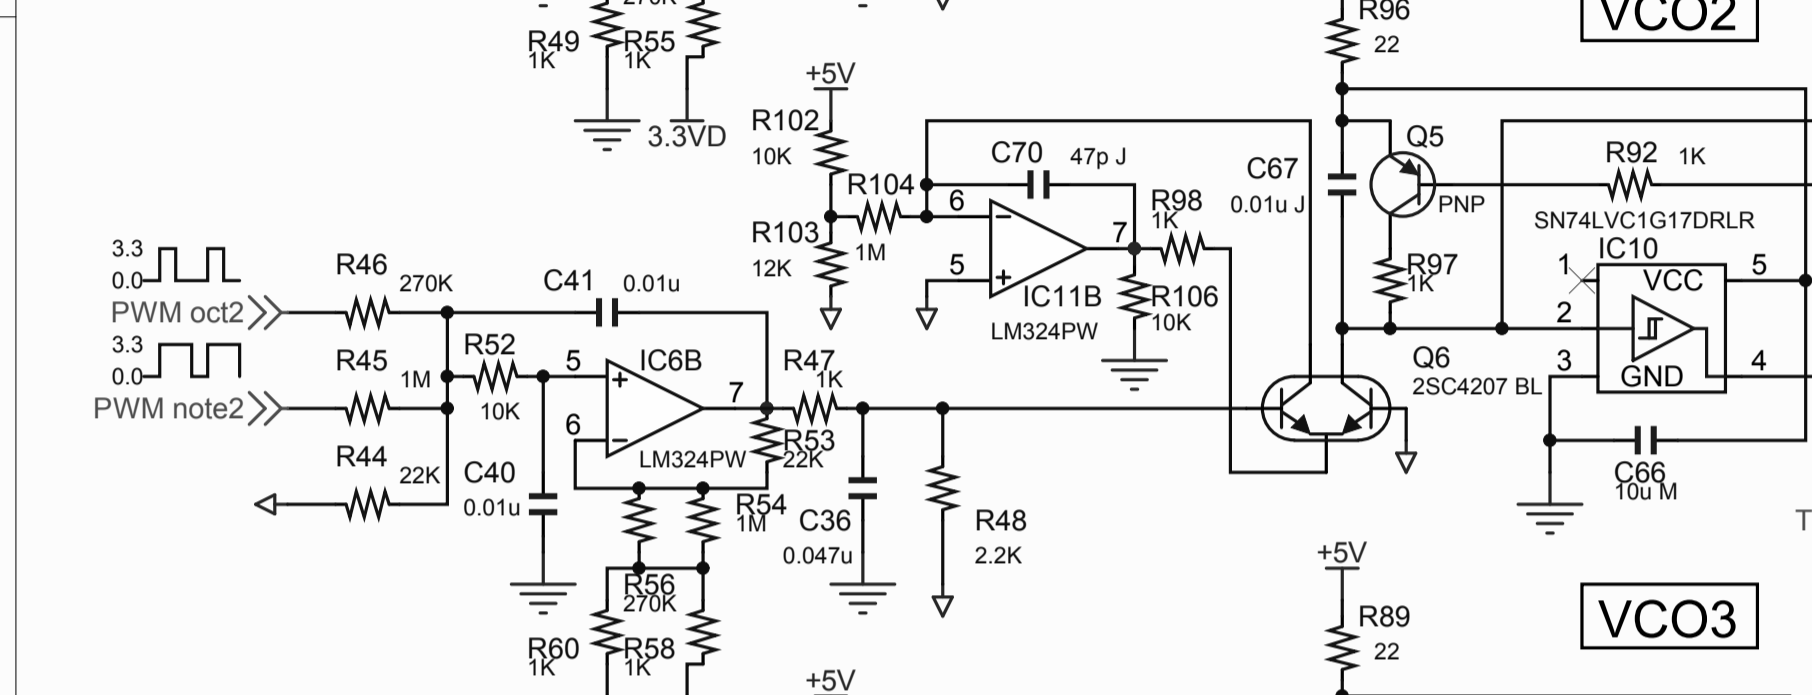 270K
R49
1K
R55
1K
3.3VD
R96
22
VCO2
+5V
R102
10K
R104
1M
R103
12K
C70
47p J
6
5
7
IC11B
LM324PW
R98
1K
R106
10K
C67
0.01u J
Q5
PNP
R92
1K
SN74LVC1G17DRLR
IC10
1
VCC
5
2
3
GND
4
R97
1K
Q6
2SC4207 BL
C66
10u M
3.3
0.0
PWM oct2
3.3
0.0
PWM note2
R46
270K
R45
1M
R44
22K
C41
0.01u
R52
10K
5
6
7
IC6B
LM324PW
C40
0.01u
R47
1K
R53
22K
R54
1M
C36
0.047u
R48
2.2K
R56
270K
R60
1K
R58
1K
+5V
+5V
R89
22
VCO3
T